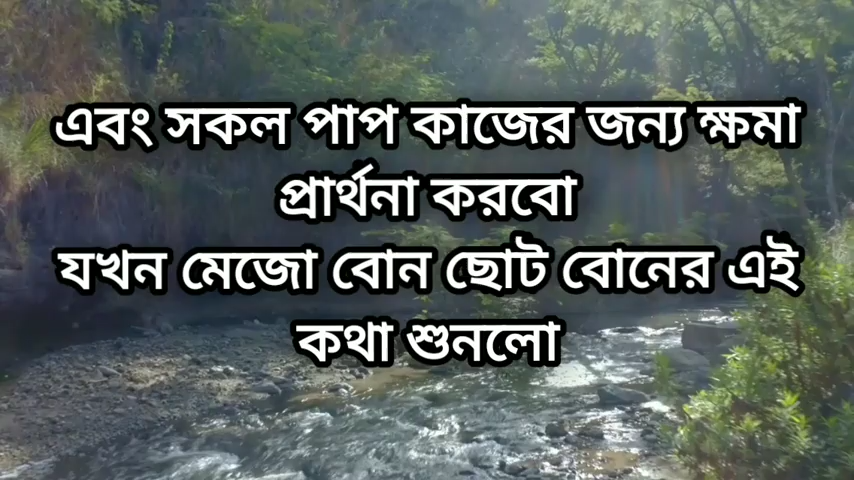 এবং সকল পাপ কাজের জন্য ক্ষমা
প্রার্থনা করবো
যখন মেজো বোন ছোট বোনের এই
কথা শুনলো